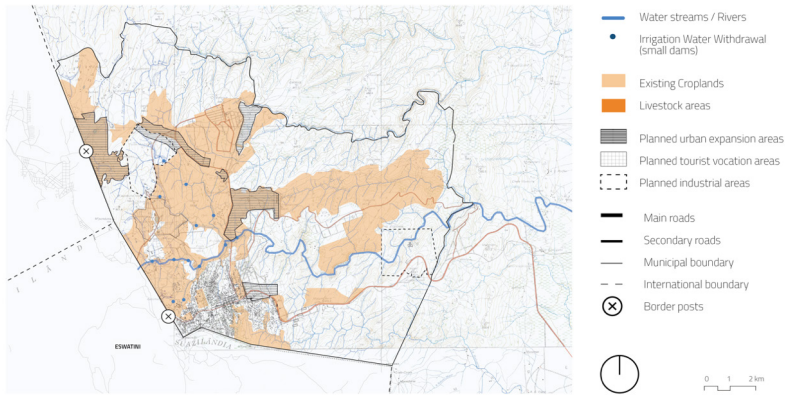 Water streams / Rivers
Irrigation Water Withdrawal
(small dams)
Existing Croplands
Livestock areas
Planned urban expansion areas
Planned tourist vocation areas
Planned industrial areas
Main roads
Secondary roads
Municipal boundary
International boundary
Border posts
I L A N D I
SUAZILANDIA
ESWATINI
0 1 2 km